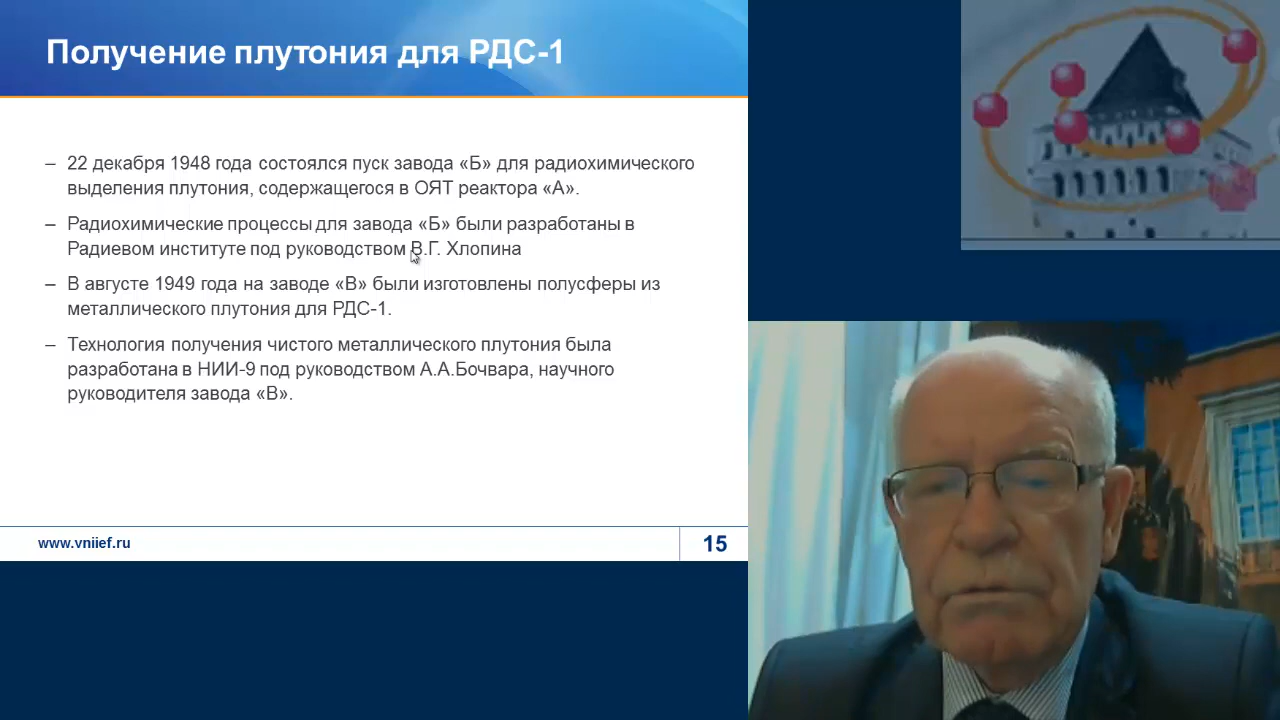 Получение плутония для РДС-1
– 22 декабря 1948 года состоялся пуск завода «Б» для радиохимического
выделения плутония, содержащегося в ОЯТ реактора «А».
– Радиохимические процессы для завода «Б» были разработаны в
Радиевом институте под руководством В.Г. Хлопина
– В августе 1949 года на заводе «В» были изготовлены полусферы из
металлического плутония для РДС-1.
– Технология получения чистого металлического плутония была
разработана в НИИ-9 под руководством А.А.Бочвара, научного
руководителя завода «В».
www.vniief.ru
15